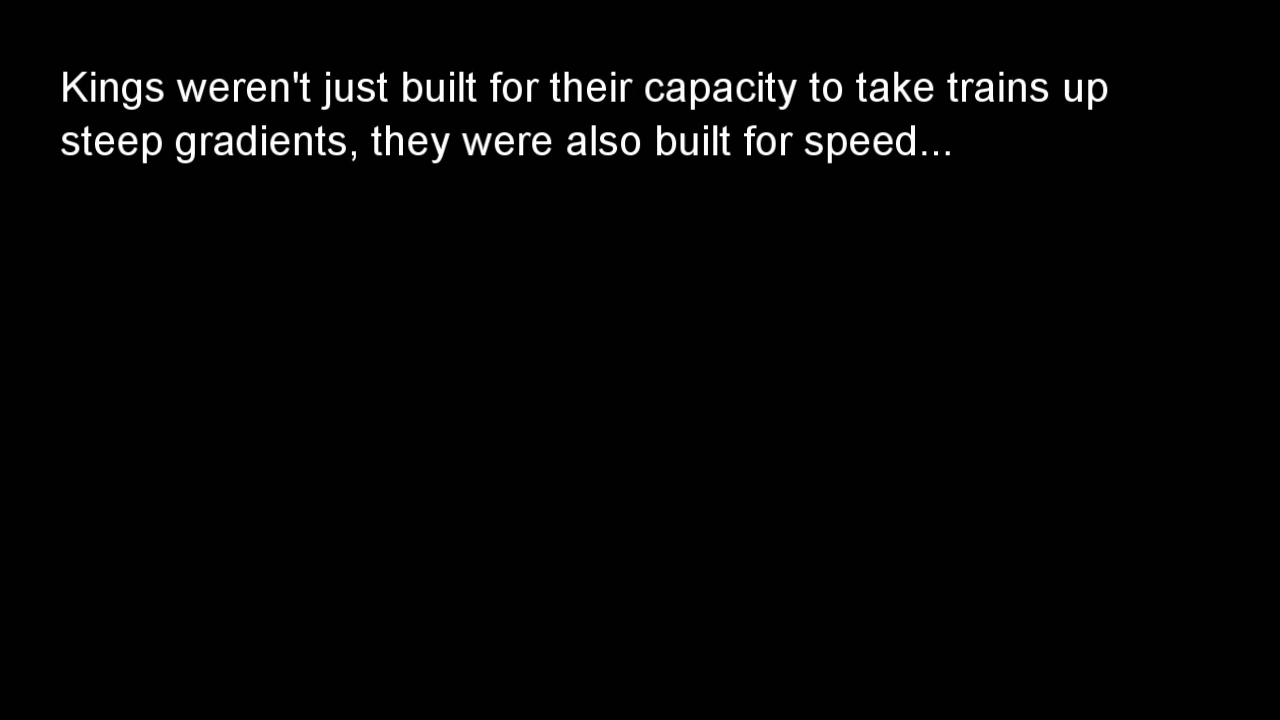 Kings weren't just built for their capacity to take trains up
steep gradients, they were also built for speed...